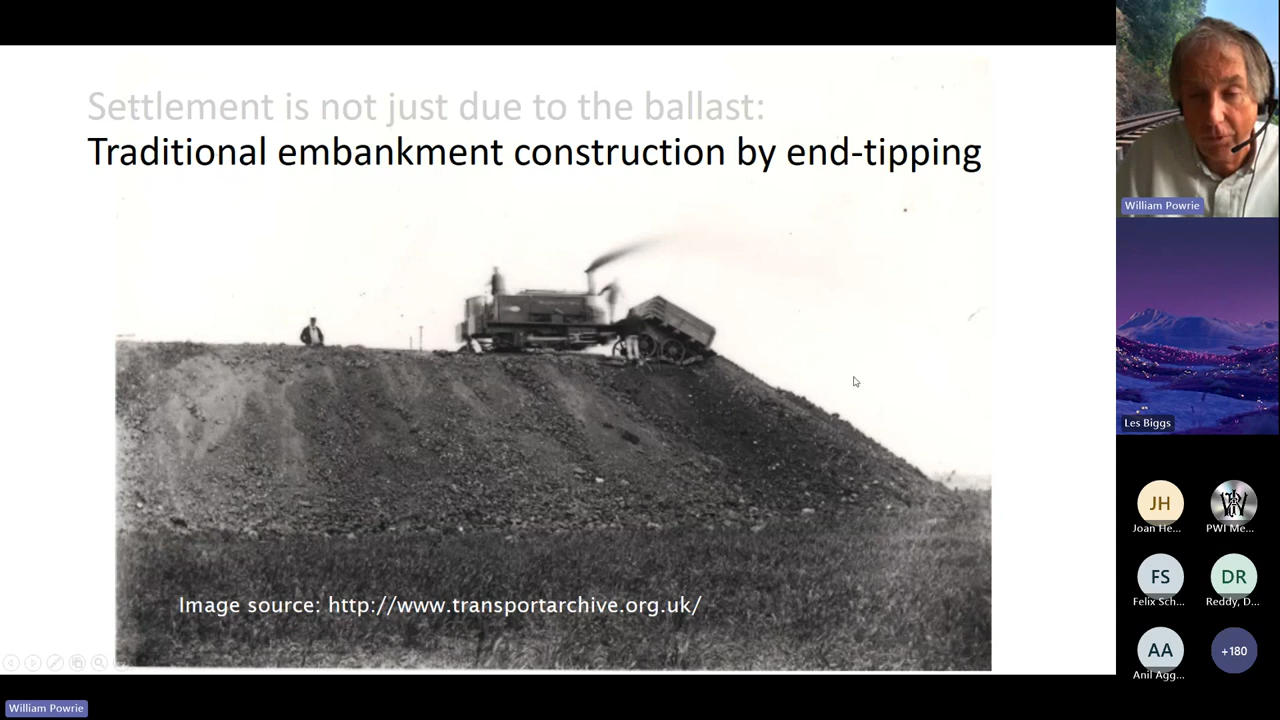 Settlement is not just due to the ballast:
Traditional embankment construction by end-tipping
Image source: http://www.transportarchive.org.uk/
William Powrie
Les Biggs
JH
Joan He...
PWI Me...
FS
Felix Sch...
DR
Reddy, D...
AA
Anil Agg...
+180
William Powrie